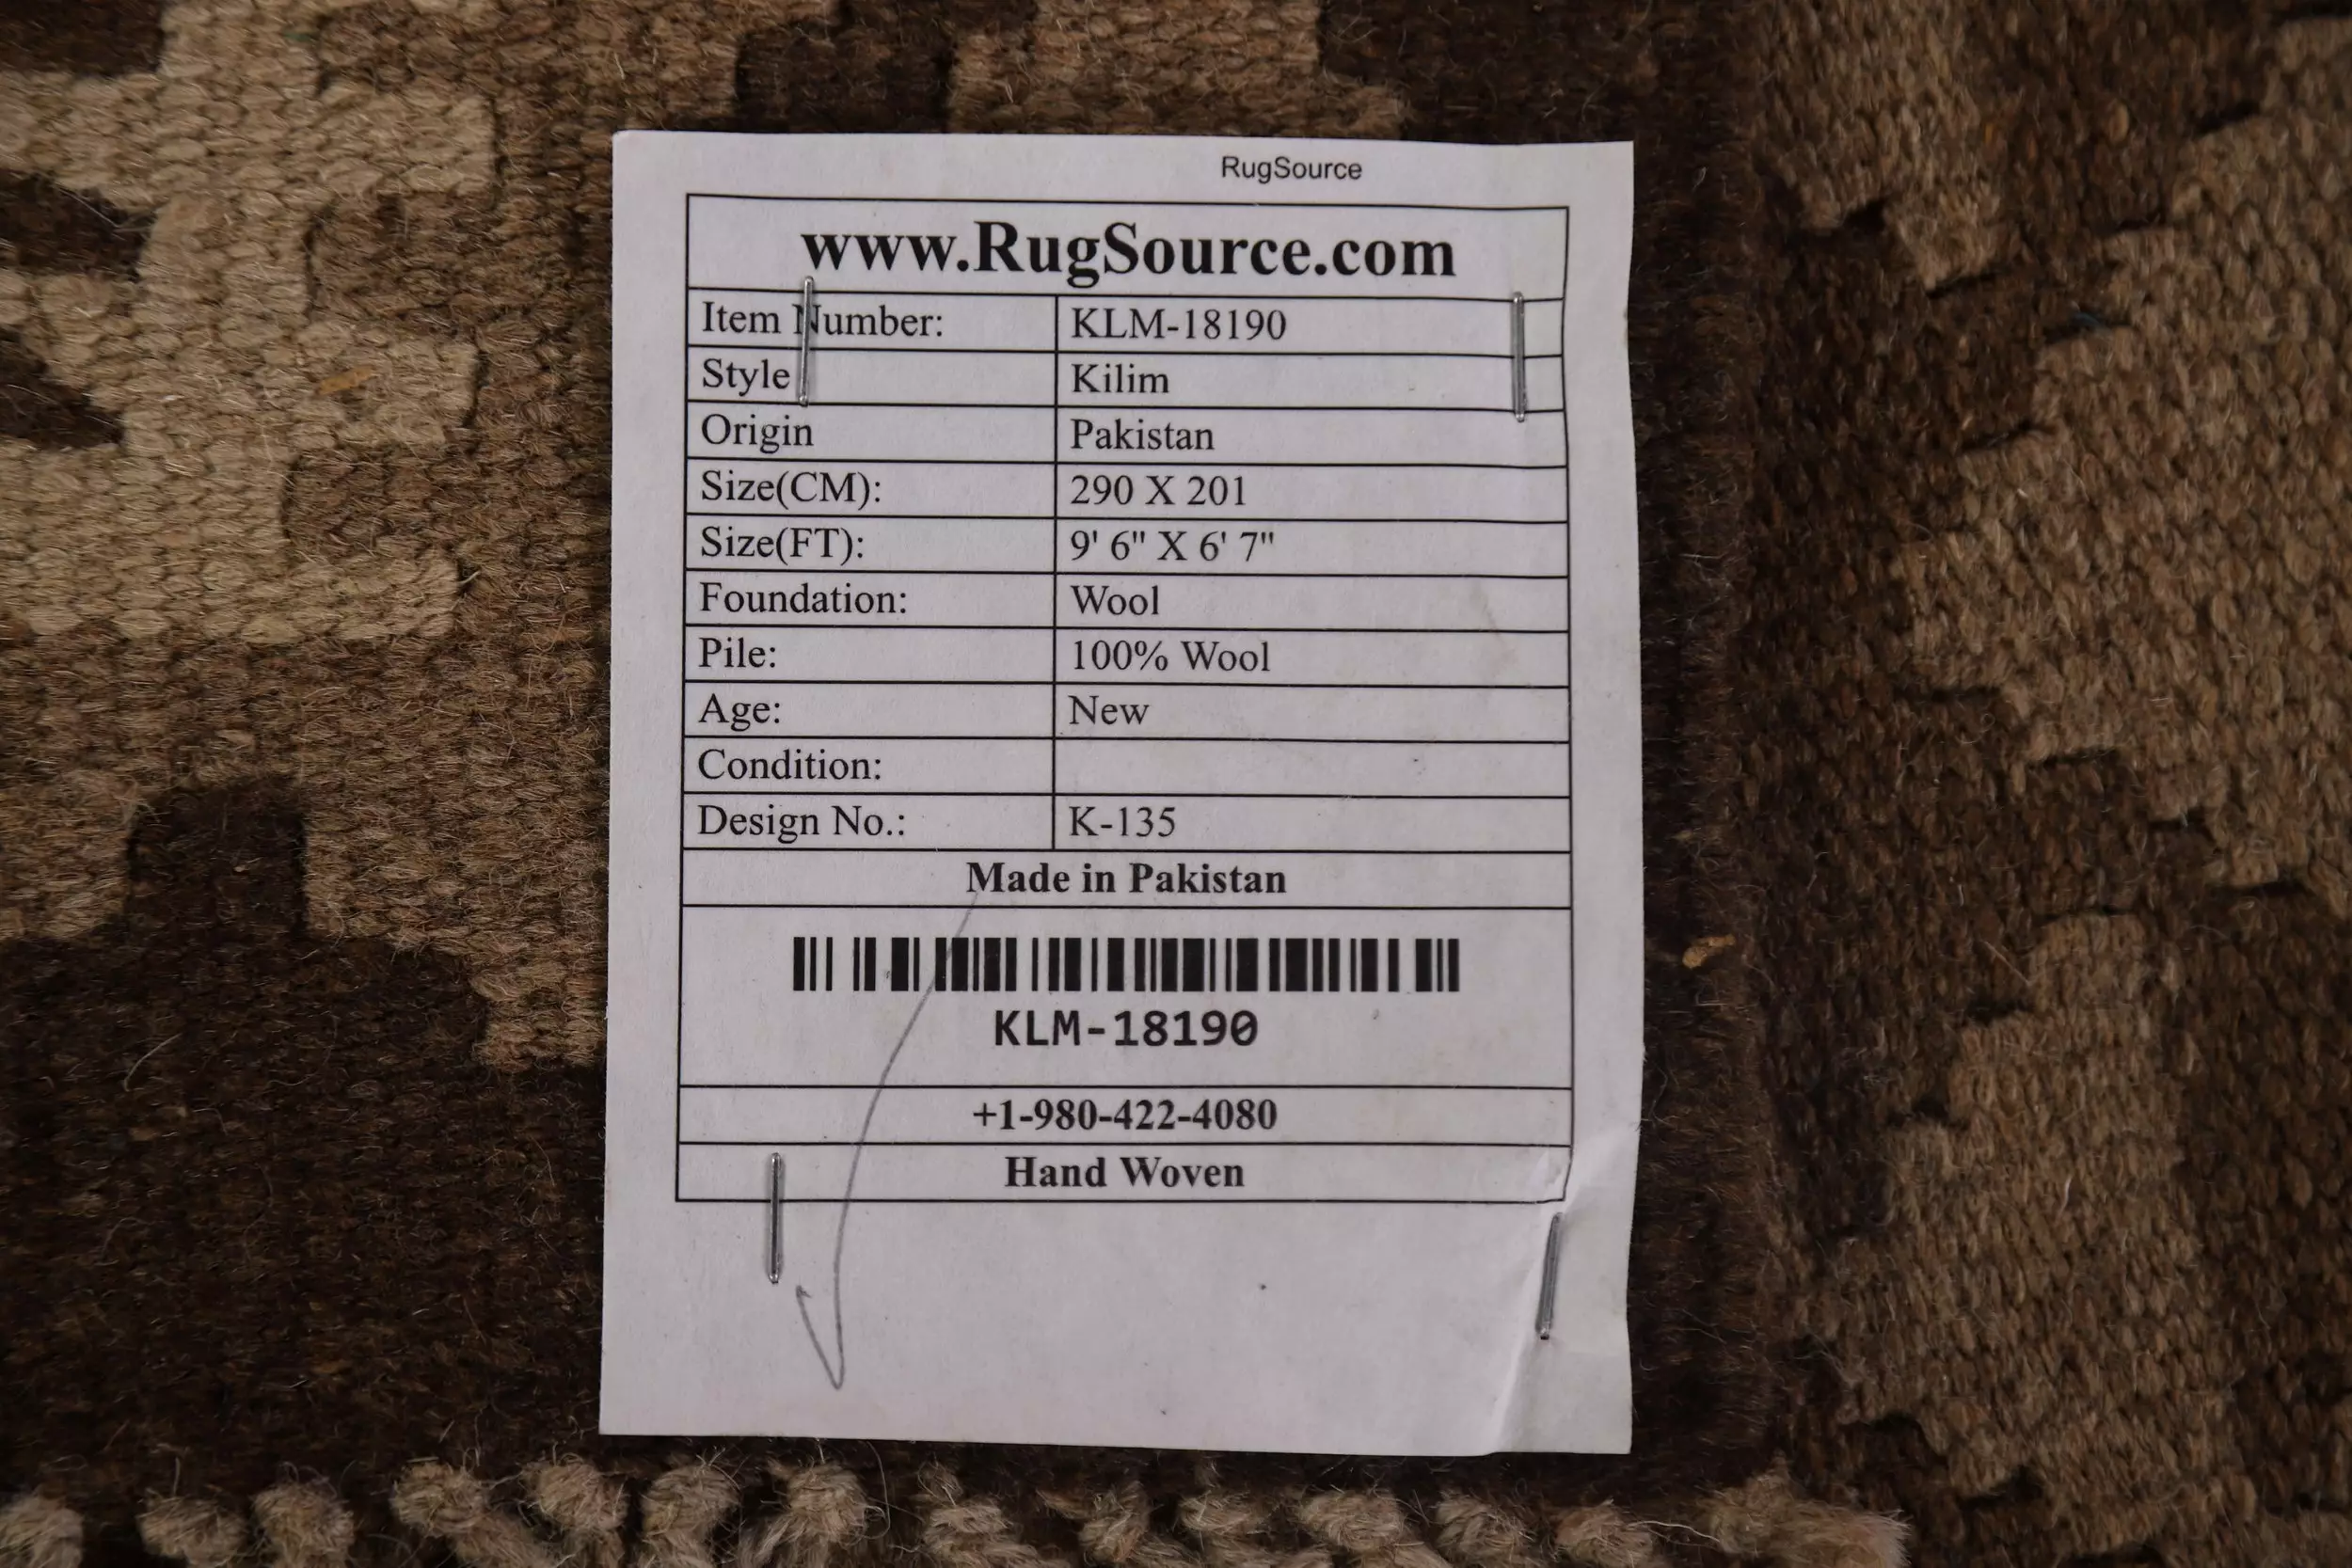 RugSource
www.RugSource.com
Item Number: KLM-18190
Style Kilim
Origin Pakistan
Size(CM): 290 X 201
Size(FT): 9' 6" X 6' 7"
Foundation: Wool
Pile: 100% Wool
Age: New
Condition:
Design No.: K-135
Made in Pakistan
KLM-18190
+1-980-422-4080
Hand Woven